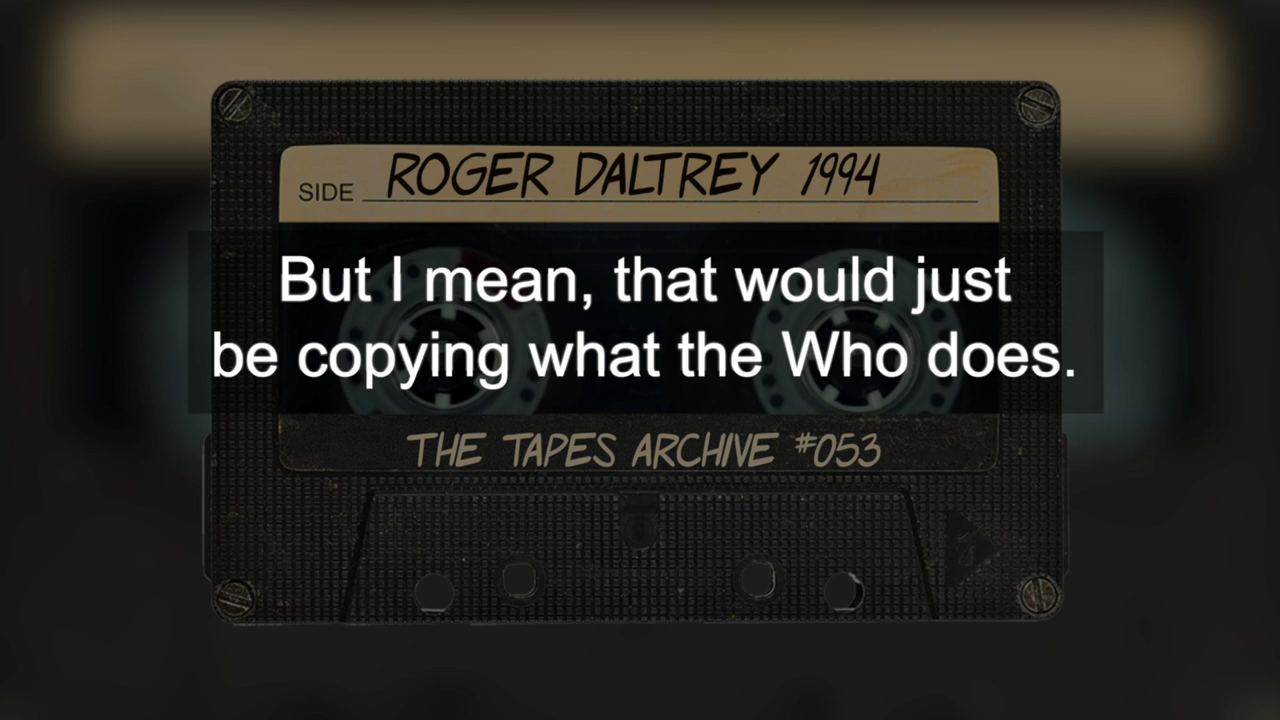 ROGER DALTREY 1994
SIDE
But I mean, that would just
be copying what the Who does.
THE TAPES ARCHIVE #053